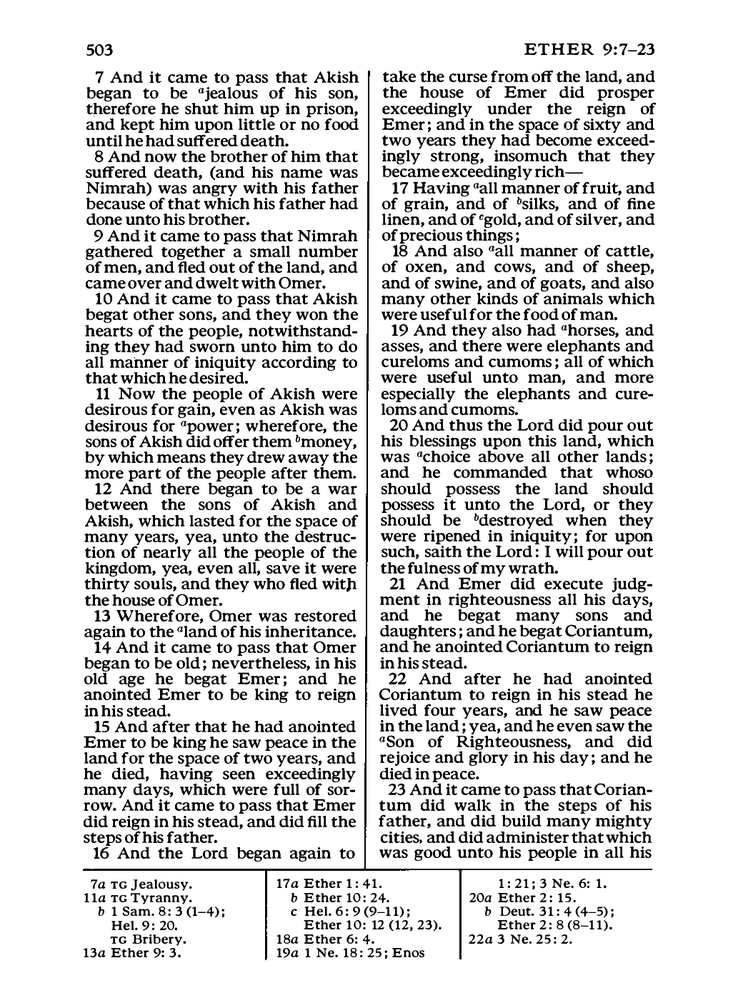 503
ETHER 9:7–23
7 And it came to pass that Akish
began to be ajealous of his son,
therefore he shut him up in prison,
and kept him upon little or no food
until he had suffered death.
8 And now the brother of him that
suffered death, (and his name was
Nimrah) was angry with his father
because of that which his father had
done unto his brother.
9 And it came to pass that Nimrah
gathered together a small number
of men, and fled out of the land, and
came over and dwelt with Omer.
10 And it came to pass that Akish
begat other sons, and they won the
hearts of the people, notwithstand-
ing they had sworn unto him to do
all manner of iniquity according to
that which he desired.
11 Now the people of Akish were
desirous for gain, even as Akish was
desirous for apower; wherefore, the
sons of Akish did offer them bmoney,
by which means they drew away the
more part of the people after them.
12 And there began to be a war
between the sons of Akish and
Akish, which lasted for the space of
many years, yea, unto the destruc-
tion of nearly all the people of the
kingdom, yea, even all, save it were
thirty souls, and they who fled with
the house of Omer.
13 Wherefore, Omer was restored
again to the aland of his inheritance.
14 And it came to pass that Omer
began to be old; nevertheless, in his
old age he begat Emer; and he
anointed Emer to be king to reign
in his stead.
15 And after that he had anointed
Emer to be king he saw peace in the
land for the space of two years, and
he died, having seen exceedingly
many days, which were full of sor-
row. And it came to pass that Emer
did reign in his stead, and did fill the
steps of his father.
16 And the Lord began again to
take the curse from off the land, and
the house of Emer did prosper
exceedingly under the reign of
Emer; and in the space of sixty and
two years they had become exceed-
ingly strong, insomuch that they
became exceedingly rich—
17 Having aall manner of fruit, and
of grain, and of bsilks, and of fine
linen, and of cgold, and of silver, and
of precious things;
18 And also aall manner of cattle,
of oxen, and cows, and of sheep,
and of swine, and of goats, and also
many other kinds of animals which
were useful for the food of man.
19 And they also had ahorses, and
asses, and there were elephants and
cureloms and cumoms; all of which
were useful unto man, and more
especially the elephants and cure-
loms and cumoms.
20 And thus the Lord did pour out
his blessings upon this land, which
was achoice above all other lands;
and he commanded that whoso
should possess the land should
possess it unto the Lord, or they
should be bdestroyed when they
were ripened in iniquity; for upon
such, saith the Lord: I will pour out
the fulness of my wrath.
21 And Emer did execute judg-
ment in righteousness all his days,
and he begat many sons and
daughters; and he begat Coriantum,
and he anointed Coriantum to reign
in his stead.
22 And after he had anointed
Coriantum to reign in his stead he
lived four years, and he saw peace
in the land; yea, and he even saw the
aSon of Righteousness, and did
rejoice and glory in his day; and he
died in peace.
23 And it came to pass that Corian-
tum did walk in the steps of his
father, and did build many mighty
cities, and did administer that which
was good unto his people in all his
7a TG Jealousy.
11a TG Tyranny.
b 1 Sam. 8: 3 (1–4);
Hel. 9: 20.
TG Bribery.
13a Ether 9: 3.
17a Ether 1: 41.
b Ether 10: 24.
c Hel. 6: 9 (9–11);
Ether 10: 12 (12, 23).
18a Ether 6: 4.
19a 1 Ne. 18: 25; Enos
1: 21; 3 Ne. 6: 1.
20a Ether 2: 15.
b Deut. 31: 4 (4–5);
Ether 2: 8 (8–11).
22a 3 Ne. 25: 2.